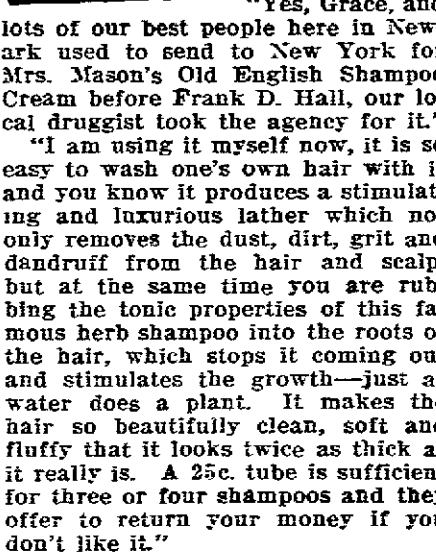 "Yes, Grace, and
lots of our best people here in New-
ark used to send to New York for
Mrs. Mason's Old English Shampoo
Cream before Frank D. Hall, our lo-
cal druggist took the agency for it."
"I am using it myself now, it is so
easy to wash one's own hair with it
and you know it produces a stimulat-
ing and luxurious lather which not
only removes the dust, dirt, grit and
dandruff from the hair and scalp,
but at the same time you are rub-
bing the tonic properties of this fa-
mous herb shampoo into the roots of
the hair, which stops it coming out
and stimulates the growth—just as
water does a plant. It makes the
hair so beautifully clean, soft and
fluffy that it looks twice as thick as
it really is. A 25c. tube is sufficient
for three or four shampoos and they
offer to return your money if you
don't like it."